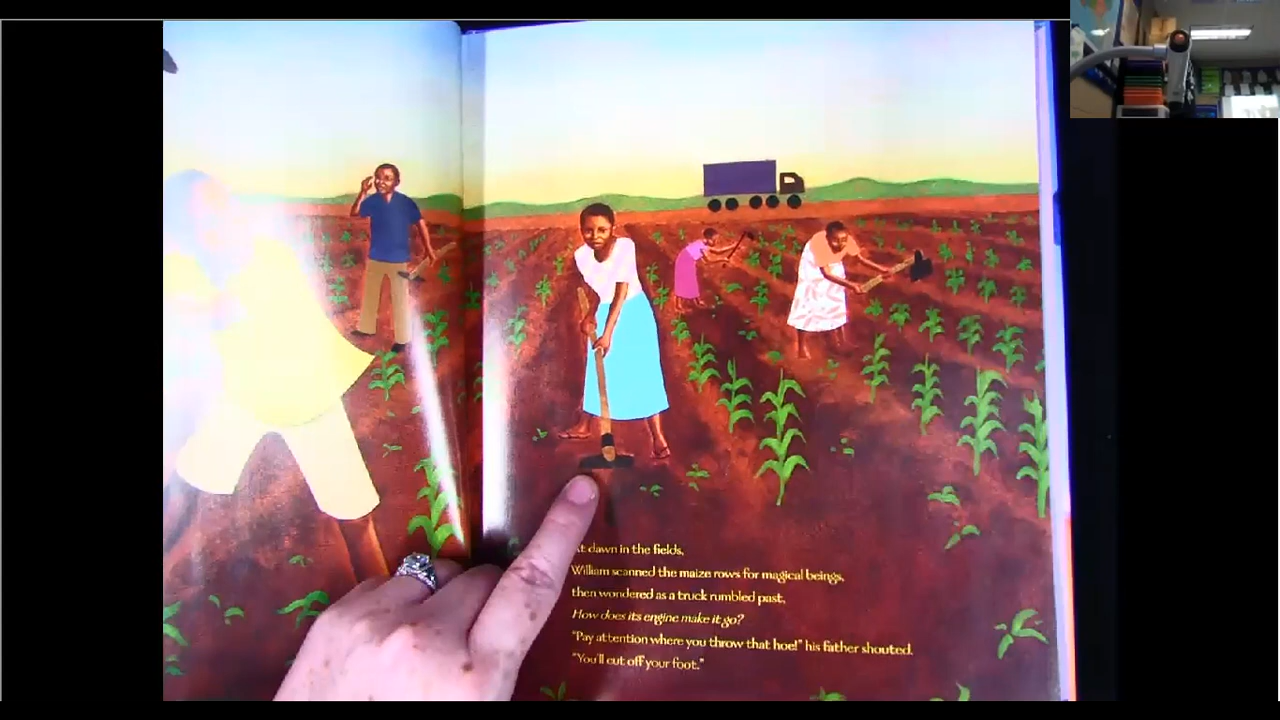 At dawn in the fields,
William scanned the maize rows for magical beings,
then wondered as a truck rumbled past,
How does its engine make it go?
"Pay attention where you throw that hoe!" his father shouted.
"You'll cut off your foot."